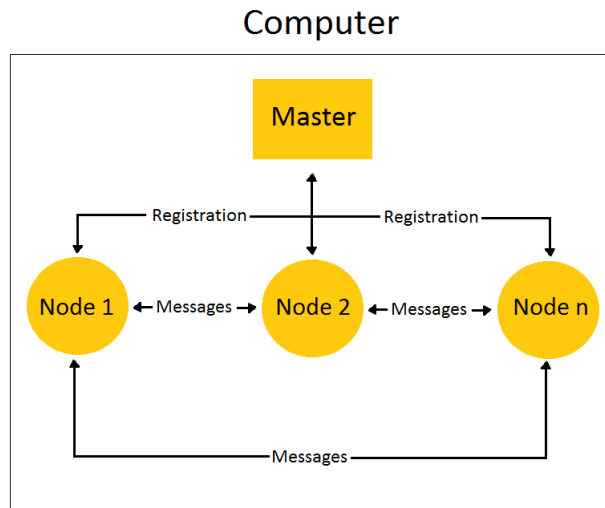 Computer
Master
Registration
Registration
Node 1
Messages
Node 2
Messages
Node n
Messages